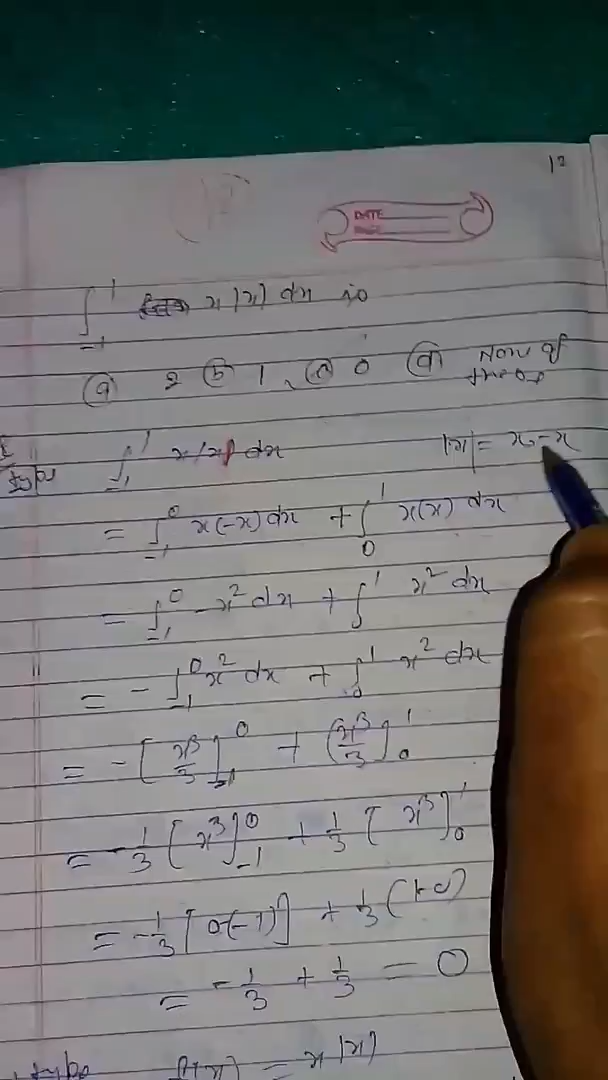 12
DATE
∫₋₁¹ x|x| dx is
(a) 2 (b) 1, (c) 0 (d) Non of these
∫₋₁¹ x|x| dx |x| = x, -x
= ∫₋₁⁰ x(-x) dx + ∫₀¹ x(x) dx
= ∫₋₁⁰ -x² dx + ∫₀¹ x² dx
= - ∫₋₁⁰ x² dx + ∫₀¹ x² dx
= - [x³/3]₋₁⁰ + [x³/3]₀¹
= -1/3 [x³]₋₁⁰ + 1/3 [x³]₀¹
= -1/3 [0-(-1)] + 1/3 (1-0)
= -1/3 + 1/3 = 0
type f(x) = x|x|